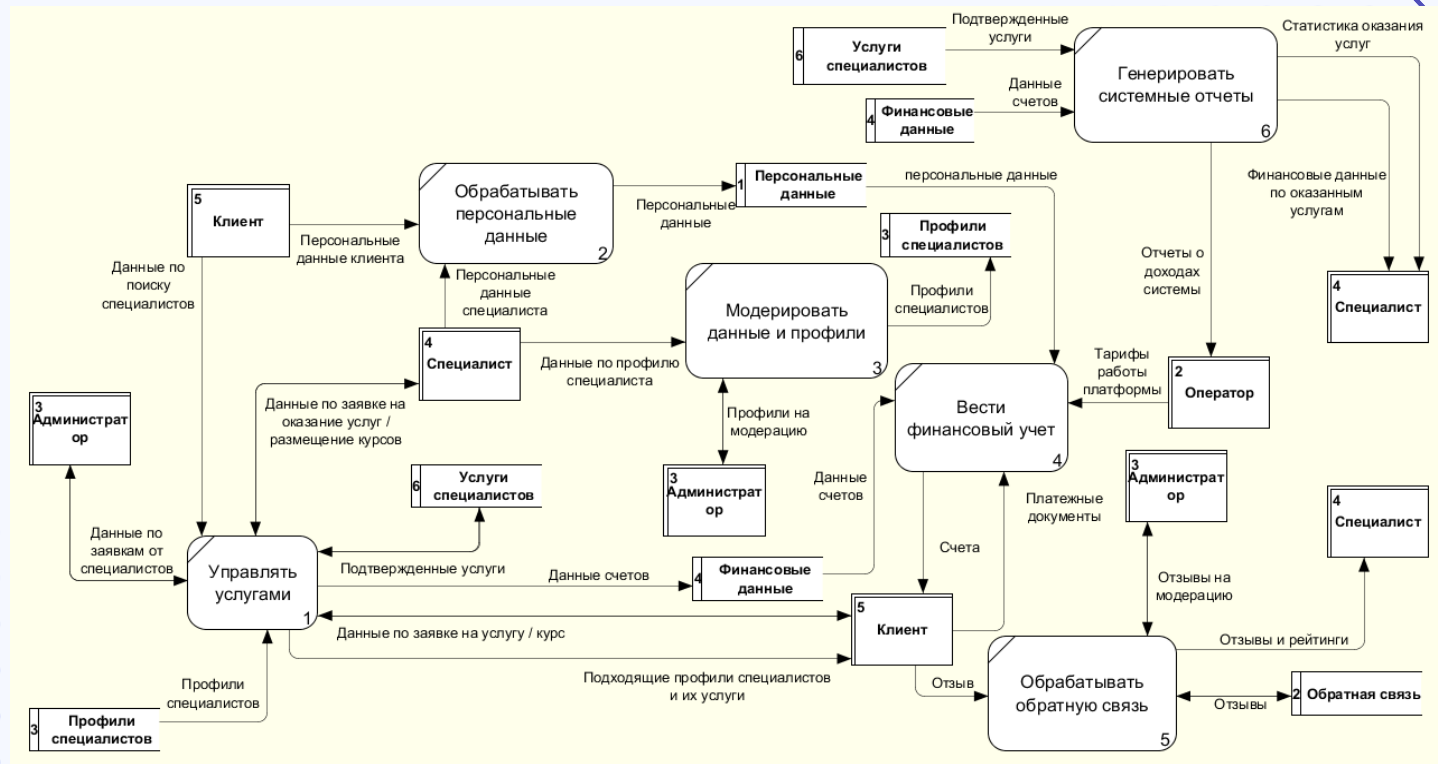 Подтвержденные
услуги
Статистика оказания
услуг
6
Услуги
специалистов
Генерировать
системные отчеты
6
Данные
счетов
4
Финансовые
данные
Обрабатывать
персональные
данные
2
1
Персональные
данные
персональные данные
Финансовые данные
по оказанным
услугам
5
Клиент
Персональные
данные
Персональные
данные клиента
3
Профили
специалистов
Данные по
поиску
специалистов
Персональные
данные
специалиста
Отчеты о
доходах
системы
4
Специалист
Модерировать
данные и профили
3
Профили
специалистов
4
Специалист
Данные по профилю
специалиста
Тарифы
работы
платформы
2
Оператор
3
Администрат
ор
Данные по заявке на
оказание услуг /
размещение курсов
Профили на
модерацию
Вести
финансовый учет
4
6
Услуги
специалистов
3
Администрат
ор
Данные
счетов
Платежные
документы
3
Администрат
ор
4
Специалист
Данные по
заявкам от
специалистов
Управлять
услугами
1
Подтвержденные услуги
Данные счетов
4
Финансовые
данные
Счета
5
Клиент
Отзывы на
модерацию
Данные по заявке на услугу / курс
Отзывы и рейтинги
Подходящие профили специалистов
и их услуги
Отзыв
Обрабатывать
обратную связь
5
Отзывы
2
Обратная связь
Профили
специалистов
3
Профили
специалистов